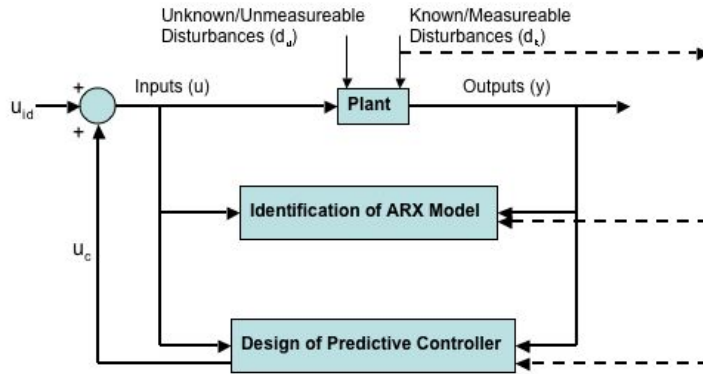 Unknown/Unmeasureable
Disturbances (d_u)
Known/Measureable
Disturbances (d_k)
+
Inputs (u)
Plant
Outputs (y)
u_id
+
Identification of ARX Model
u_c
Design of Predictive Controller